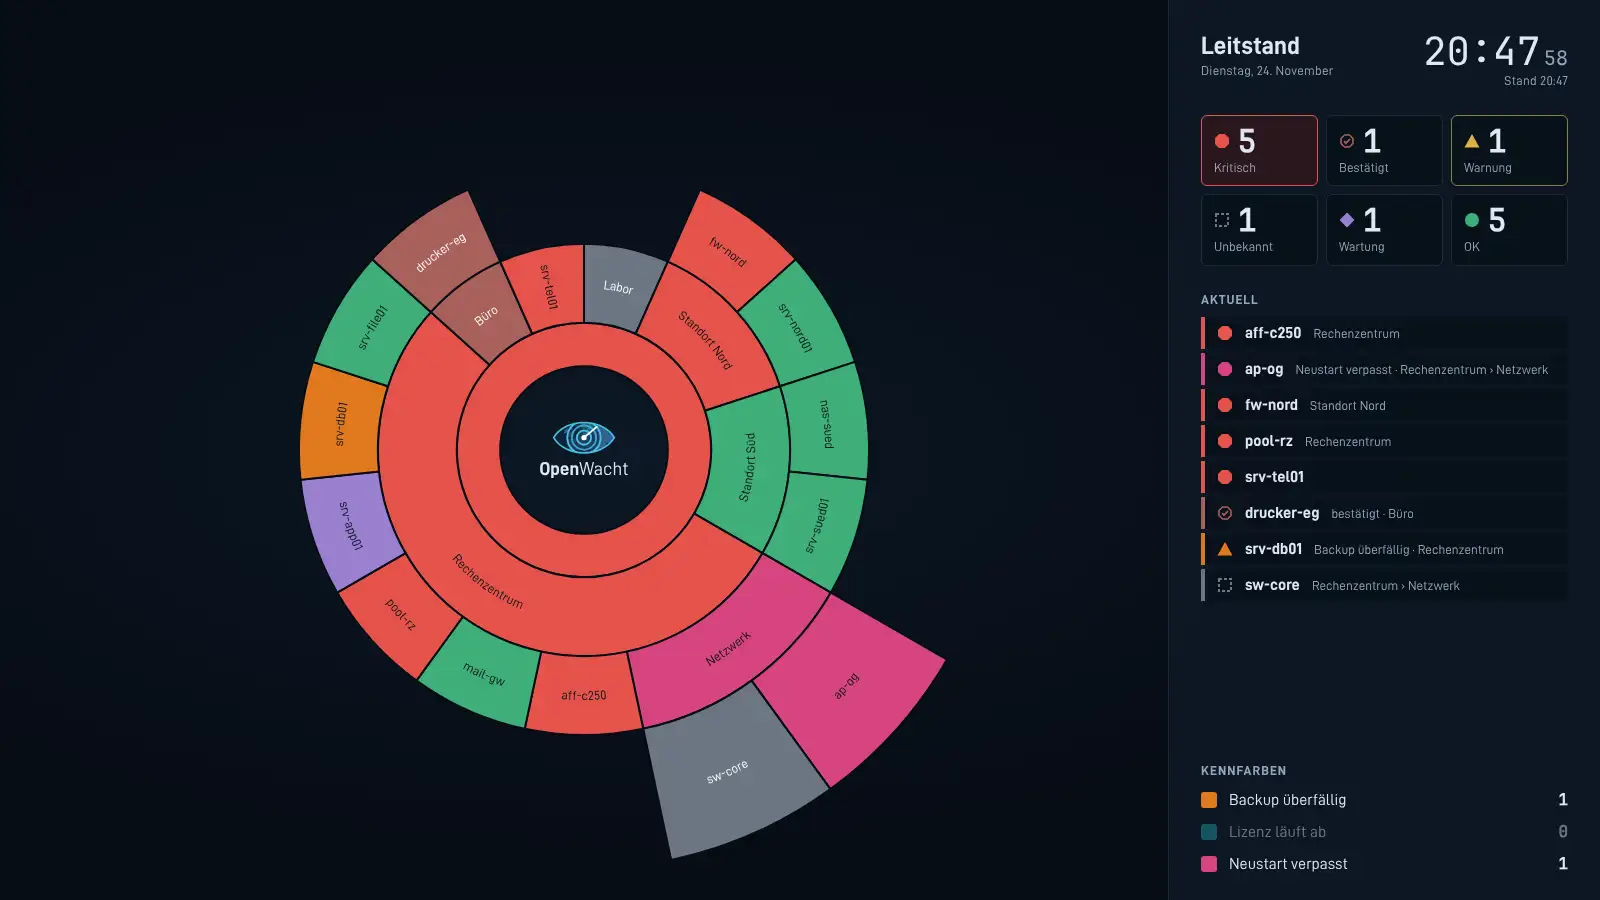 Leitstand
Dienstag, 24. November
20:47 58
Stand 20:47
5
Kritisch
1
Bestätigt
1
Warnung
1
Unbekannt
1
Wartung
5
OK
AKTUELL
aff-c250 Rechenzentrum
ap-og Neustart verpasst · Rechenzentrum › Netzwerk
fw-nord Standort Nord
pool-rz Rechenzentrum
srv-tel01
drucker-eg bestätigt · Büro
srv-db01 Backup überfällig · Rechenzentrum
sw-core Rechenzentrum › Netzwerk
KENNFARBEN
Backup überfällig 1
Lizenz läuft ab 0
Neustart verpasst 1
OpenWacht
Labor
Standort Nord
fw-nord
srv-nord01
Standort Süd
nas-sued
srv-sued01
Rechenzentrum
Netzwerk
ap-og
sw-core
aff-c250
mail-gw
pool-rz
srv-app01
srv-db01
srv-file01
Büro
drucker-eg
srv-tel01